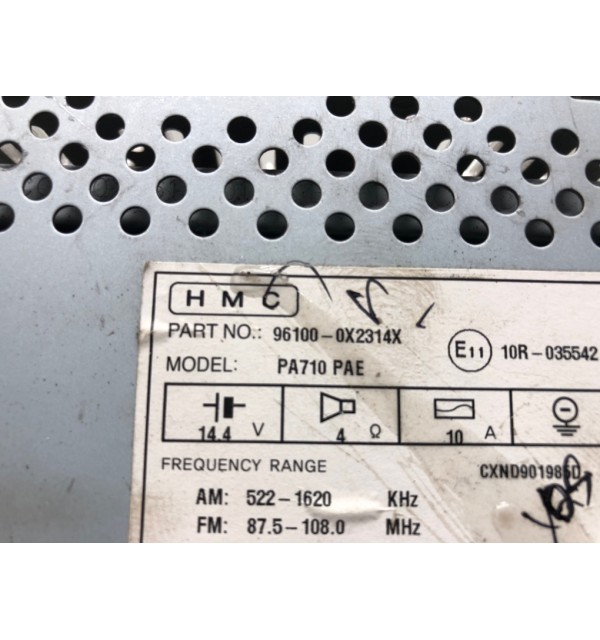 HMC
PART NO.: 96100-0X2314X
MODEL: PA710 PAE
E11 10R-035542
14.4 V 4 Ω 10 A
FREQUENCY RANGE
AM: 522-1620 KHz
FM: 87.5-108.0 MHz